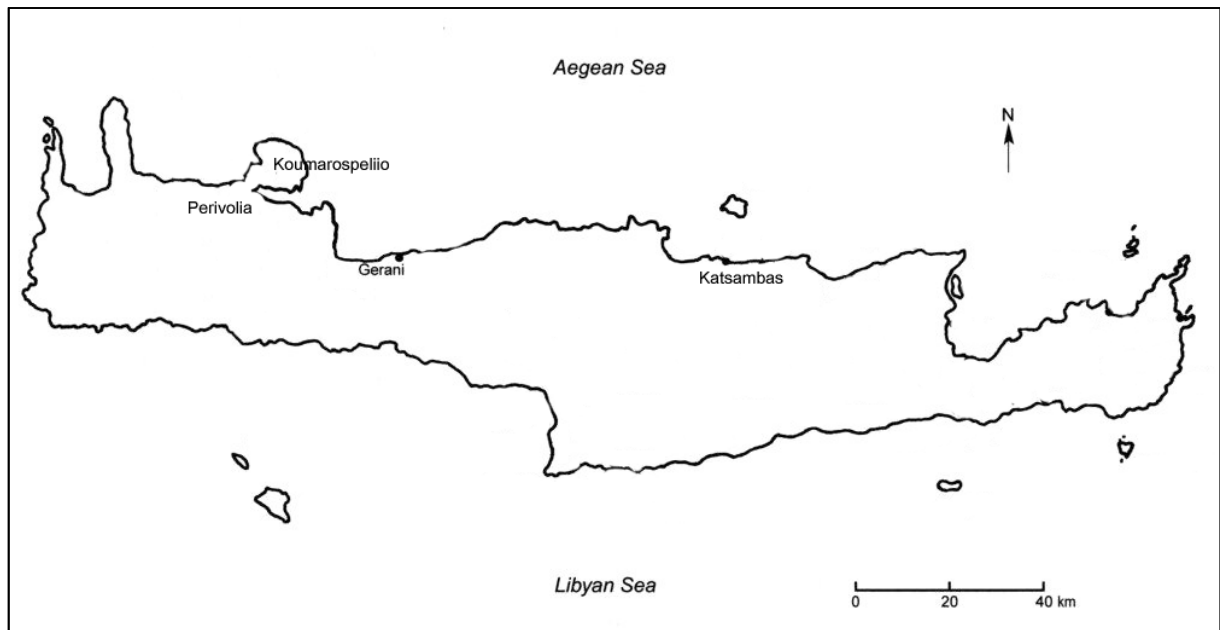 Aegean Sea
N
Koumarospeliio
Perivolia
Gerani
Katsambas
Libyan Sea
0 20 40 km